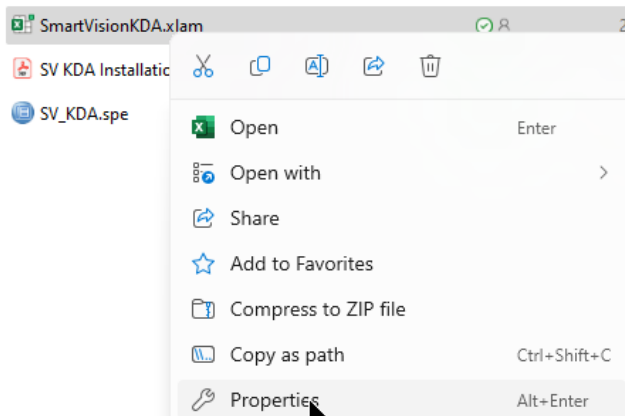 SmartVisionKDA.xlam
SV KDA Installatic
SV_KDA.spe
Open Enter
Open with
Share
Add to Favorites
Compress to ZIP file
Copy as path Ctrl+Shift+C
Properties Alt+Enter